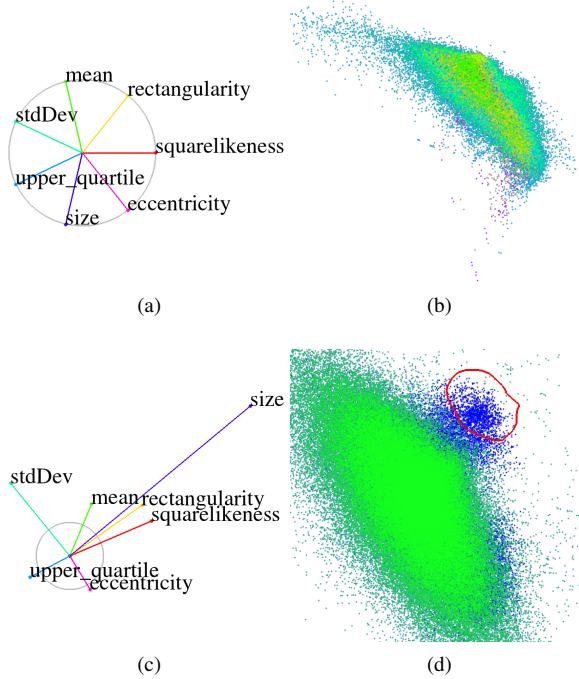 mean
rectangularity
stdDev
squarelikeness
upper_quartile
eccentricity
size
(a)
(b)
size
stdDev
mean
rectangularity
squarelikeness
upper_quartile
eccentricity
(c)
(d)